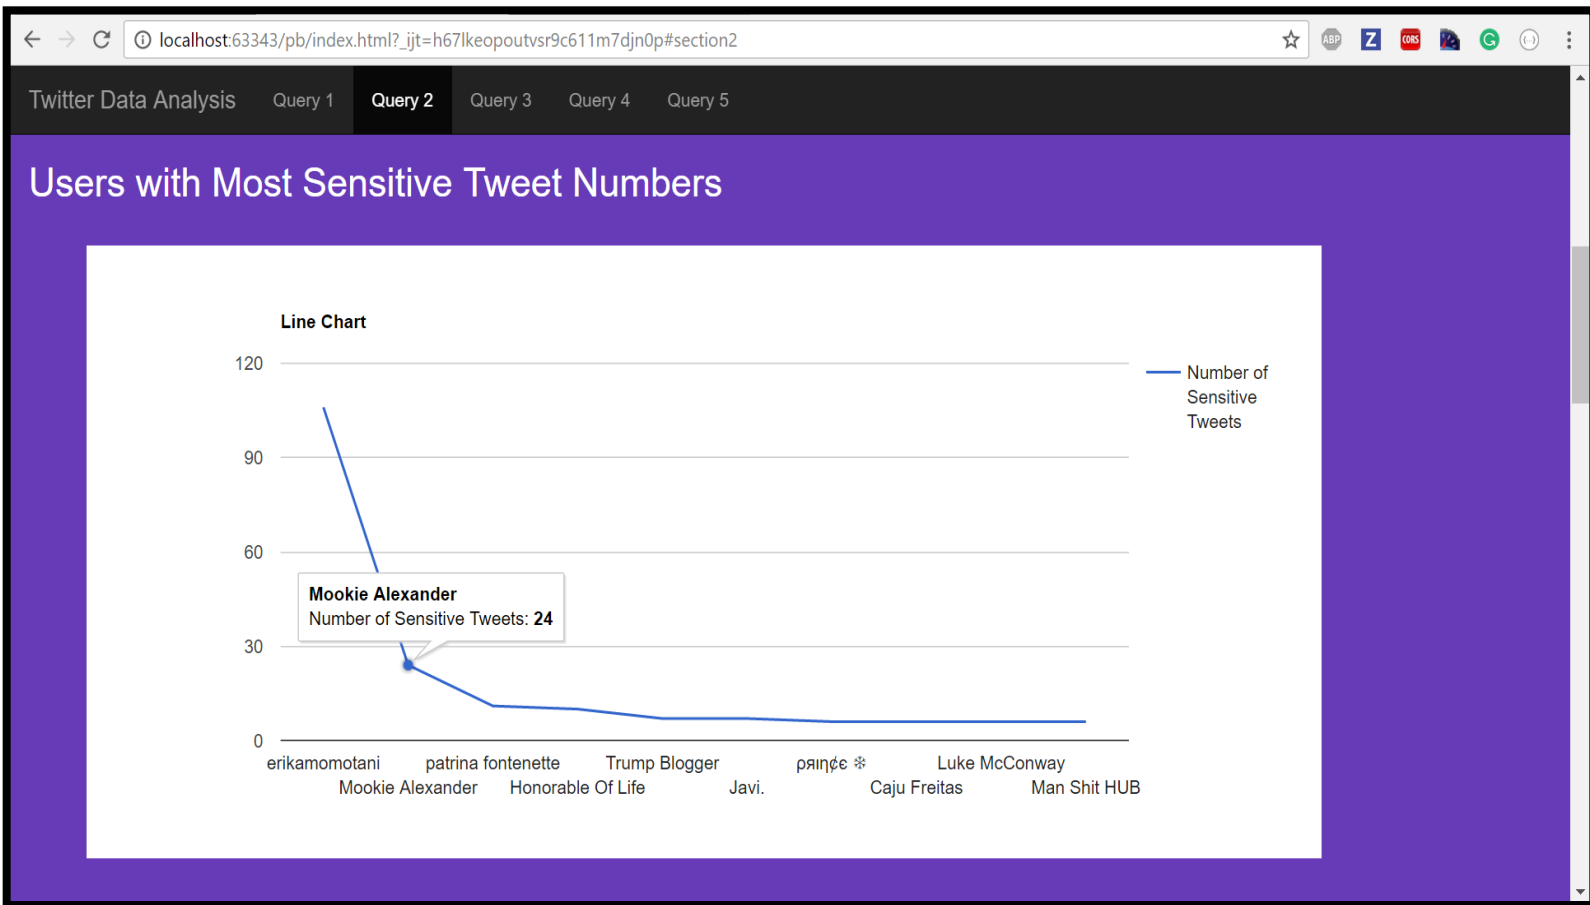 localhost:63343/pb/index.html?_ijt=h67lkeopoutvsr9c611m7djn0p#section2
ABP Z CORS G
Twitter Data Analysis Query 1 Query 2 Query 3 Query 4 Query 5
Users with Most Sensitive Tweet Numbers
Line Chart
120
90
60
30
0
Number of
Sensitive
Tweets
Mookie Alexander
Number of Sensitive Tweets: 24
erikamomotani patrina fontenette Trump Blogger ρяιη¢є ❄ Luke McConway
Mookie Alexander Honorable Of Life Javi. Caju Freitas Man Shit HUB